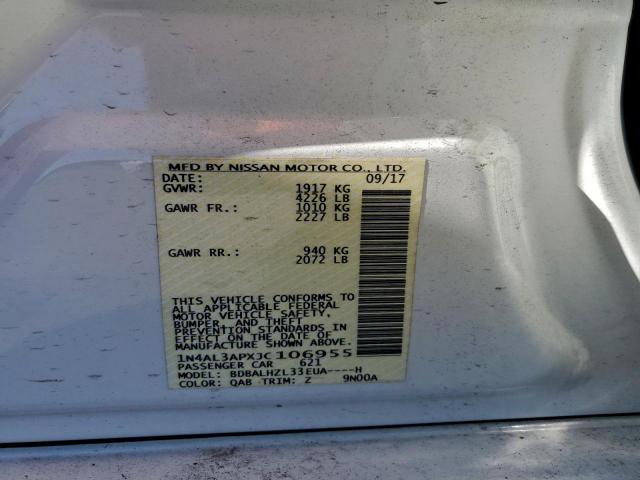 MFD BY NISSAN MOTOR CO., LTD.
DATE: 09/17
GVWR: 1917 KG
4226 LB
GAWR FR.: 1010 KG
2227 LB
GAWR RR.: 940 KG
2072 LB
THIS VEHICLE CONFORMS TO
ALL APPLICABLE FEDERAL
MOTOR VEHICLE SAFETY,
BUMPER, AND THEFT
PREVENTION STANDARDS IN
EFFECT ON THE DATE OF
MANUFACTURE SHOWN ABOVE.
1N4AL3APXJC106955
PASSENGER CAR 621
MODEL: BDBALHZL33EUA----H
COLOR: QAB TRIM: Z 9N00A